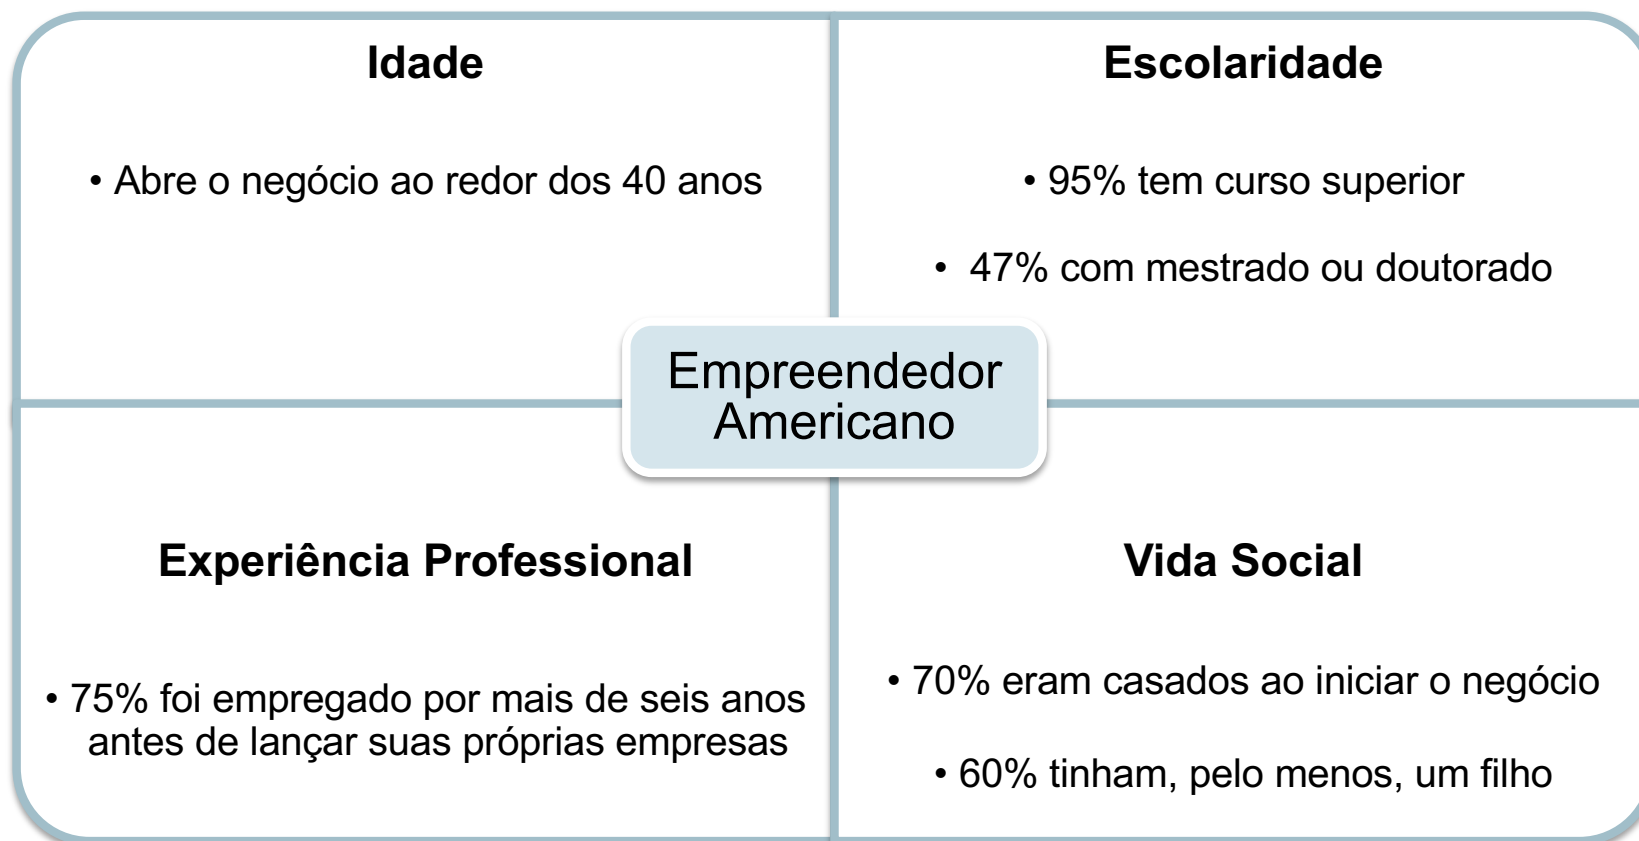 Idade
• Abre o negócio ao redor dos 40 anos
Escolaridade
• 95% tem curso superior
• 47% com mestrado ou doutorado
Empreendedor
Americano
Experiência Professional
• 75% foi empregado por mais de seis anos
antes de lançar suas próprias empresas
Vida Social
• 70% eram casados ao iniciar o negócio
• 60% tinham, pelo menos, um filho